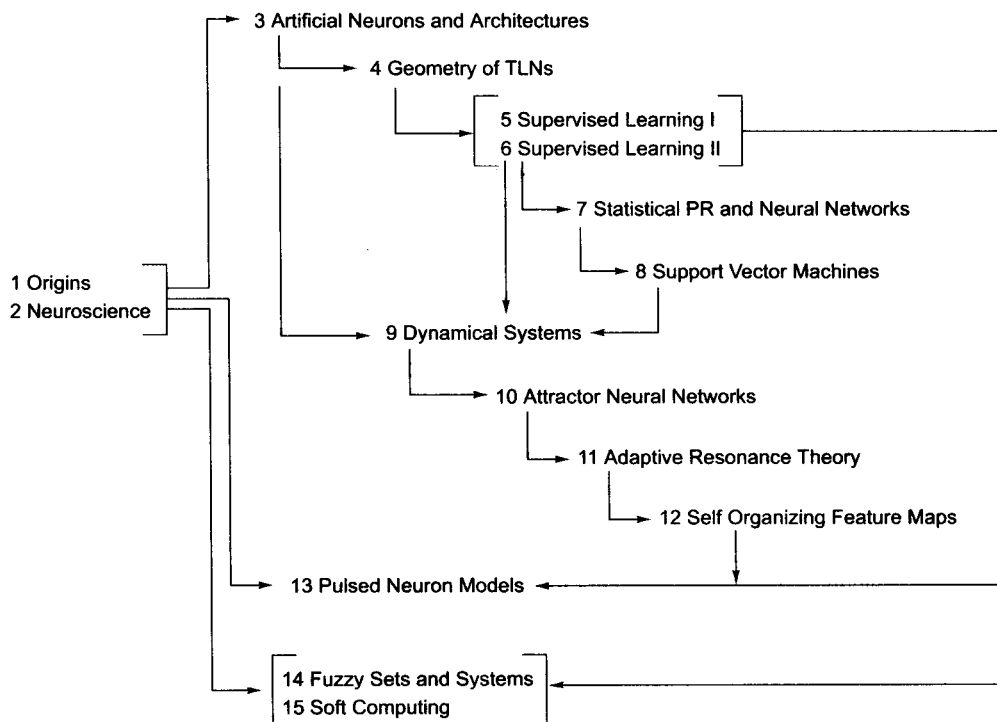 3 Artificial Neurons and Architectures
4 Geometry of TLNs
5 Supervised Learning I
6 Supervised Learning II
7 Statistical PR and Neural Networks
8 Support Vector Machines
1 Origins
2 Neuroscience
9 Dynamical Systems
10 Attractor Neural Networks
11 Adaptive Resonance Theory
12 Self Organizing Feature Maps
13 Pulsed Neuron Models
14 Fuzzy Sets and Systems
15 Soft Computing